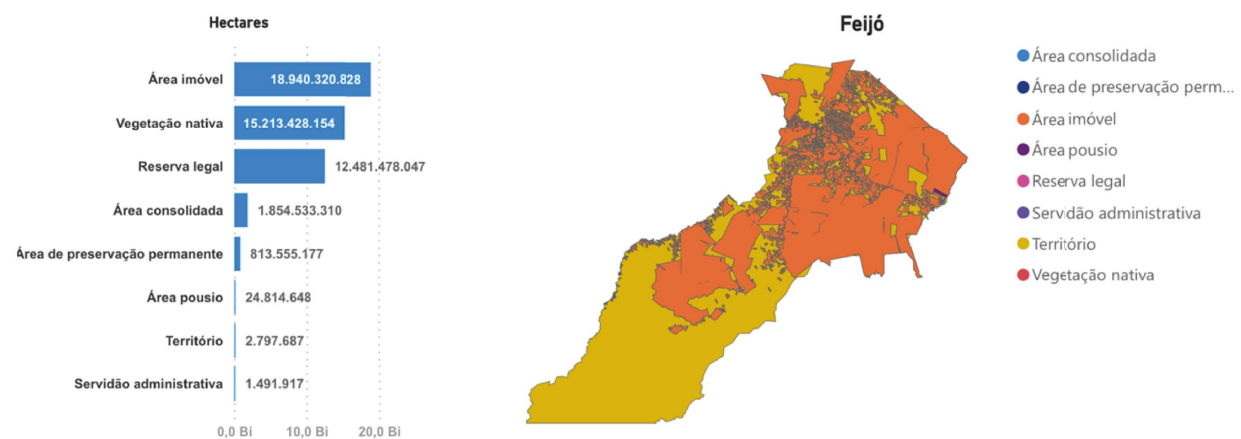 Hectares
Área imóvel 18.940.320.828
Vegetação nativa 15.213.428.154
Reserva legal 12.481.478.047
Área consolidada 1.854.533.310
Área de preservação permanente 813.555.177
Área pousio 24.814.648
Território 2.797.687
Servidão administrativa 1.491.917
0,0 Bi 10,0 Bi 20,0 Bi
Feijó
Área consolidada
Área de preservação perm...
Área imóvel
Área pousio
Reserva legal
Servidão administrativa
Território
Vegetação nativa